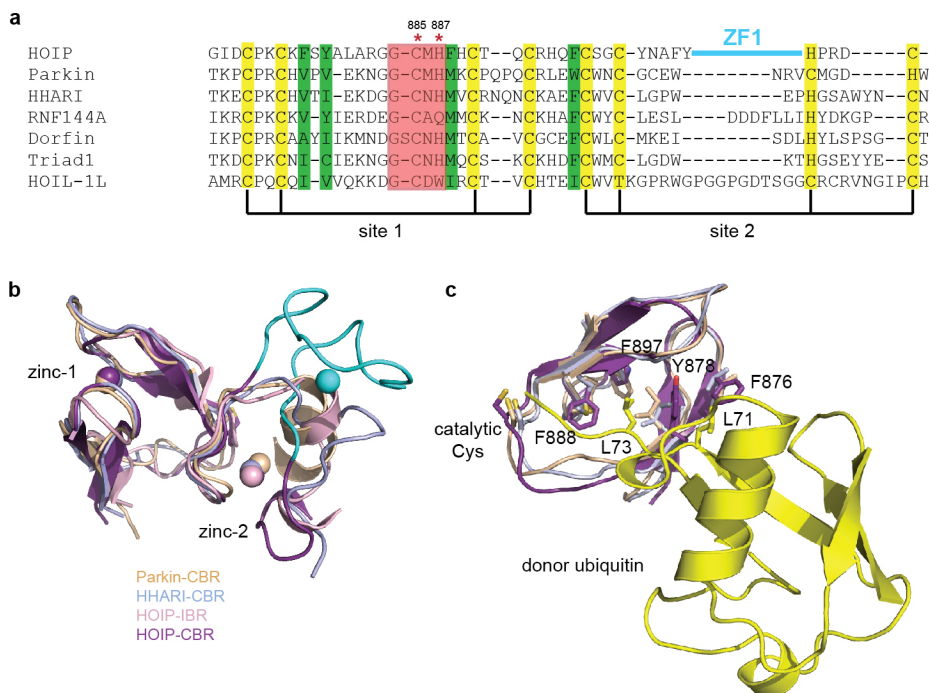 a
885 887
* *
ZF1
HOIP GIDCPKCKFSYALARGG-CMHFHCT--QCRHQFCSGC-YNAFY----------HPRD-----C-
Parkin TKPCPRCHVPV-EKNGG-CMHMKCPQPQCRLEWCWNC-GCEW-------NRVCMGD-----HW
HHARI TKECPKCHVTI-EKDGG-CNHMVCRNQNCKAEFCWVC-LGPW--------EPHGSAWYN--CN
RNF144A IKRCPKCKV-YIERDEG-CAQMMCK--NCKHAFCWYC-LESL---DDDFLLIHYDKGP--CR
Dorfin IKPCPRCAAYIIKMNDGSCNHMTCA-VCGCEFCWLC-MKEI-----SDLHYLSPSG-CT
Triad1 TKDCPKCNI-CIEKNGG-CNHMQCS--KCKHDFCWMC-LGDW-------KTHGSEYYE-CS
HOIL-1L AMRCPQCQI-VVQKKDG-CDWIRCT--VCHTEICWVTKGPRWGPGGPGDTSGGCRCRVNGIPCH
site 1 site 2
b
zinc-1
zinc-2
Parkin-CBR
HHARI-CBR
HOIP-IBR
HOIP-CBR
c
F897
Y878
F876
catalytic
Cys
F888
L73
L71
donor ubiquitin